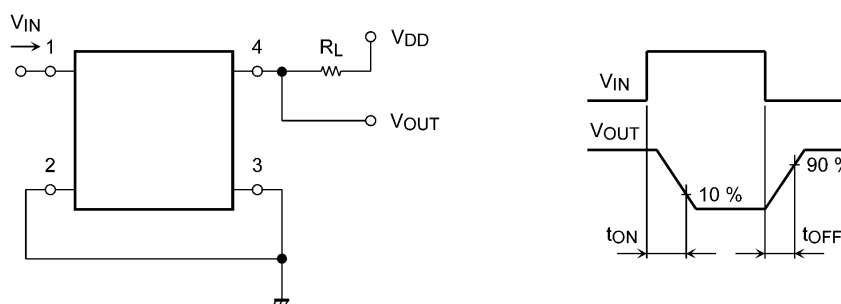 VIN
1
4
RL
VDD
VOUT
2
3
VIN
VOUT
10 %
90 %
tON
tOFF